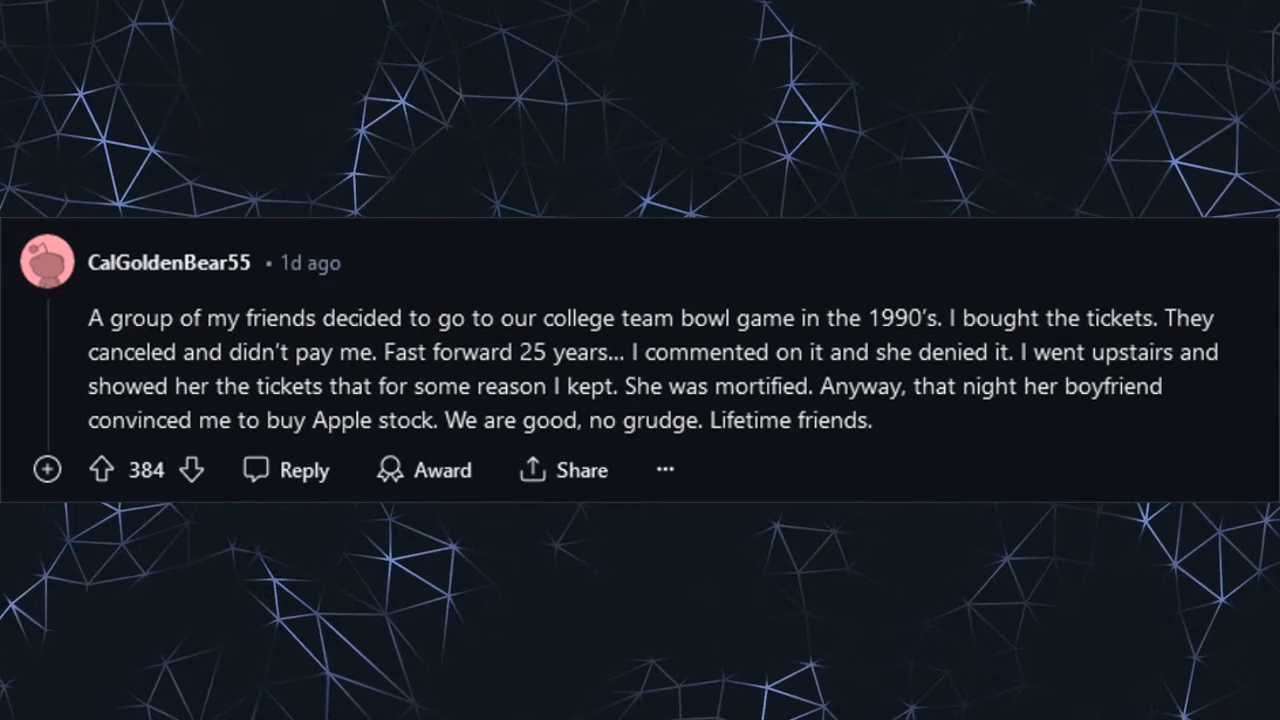 CalGoldenBear55 • 1d ago
A group of my friends decided to go to our college team bowl game in the 1990’s. I bought the tickets. They
canceled and didn’t pay me. Fast forward 25 years... I commented on it and she denied it. I went upstairs and
showed her the tickets that for some reason I kept. She was mortified. Anyway, that night her boyfriend
convinced me to buy Apple stock. We are good, no grudge. Lifetime friends.
384 Reply Award Share ...